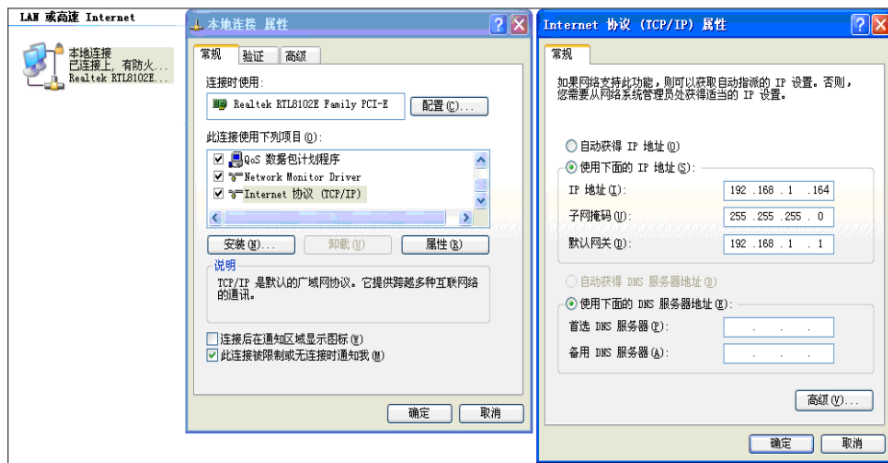 LAN 或高速 Internet
本地连接
已连接上, 有防火...
Realtek RTL8102E...
本地连接 属性
常规
验证
高级
连接时使用:
Realtek RTL8102E Family PCI-E
配置(C)...
此连接使用下列项目(O):
QoS 数据包计划程序
Network Monitor Driver
Internet 协议 (TCP/IP)
安装(N)...
卸载(U)
属性(R)
说明
TCP/IP 是默认的广域网协议。它提供跨越多种互联网络
的通讯。
连接后在通知区域显示图标(W)
此连接被限制或无连接时通知我(M)
确定
取消
Internet 协议 (TCP/IP) 属性
常规
如果网络支持此功能，则可以获取自动指派的 IP 设置。否则，
您需要从网络系统管理员处获得适当的 IP 设置。
自动获得 IP 地址(O)
使用下面的 IP 地址(S):
IP 地址(I):
192 .168 . 1 .164
子网掩码(U):
255 .255 .255 . 0
默认网关(D):
192 .168 . 1 . 1
自动获得 DNS 服务器地址(B)
使用下面的 DNS 服务器地址(E):
首选 DNS 服务器(P):
. . .
备用 DNS 服务器(A):
. . .
高级(V)...
确定
取消